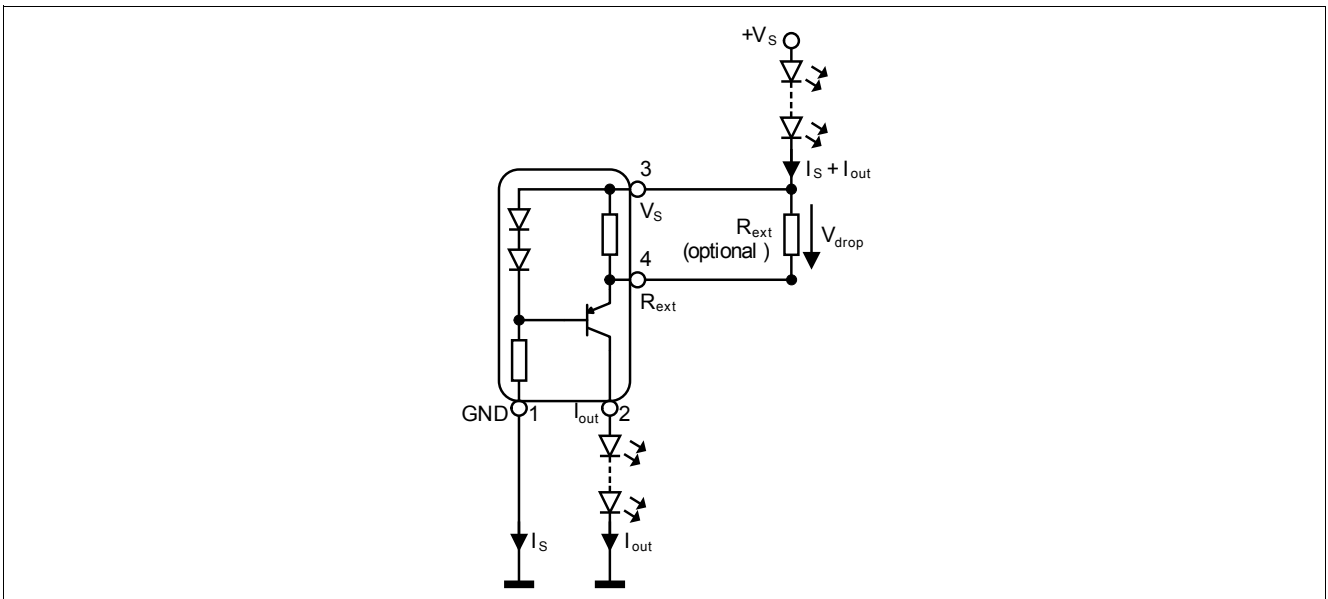 +VS
IS + Iout
3
VS
Rext
(optional )
Vdrop
4
Rext
GND 1
Iout 2
IS
Iout